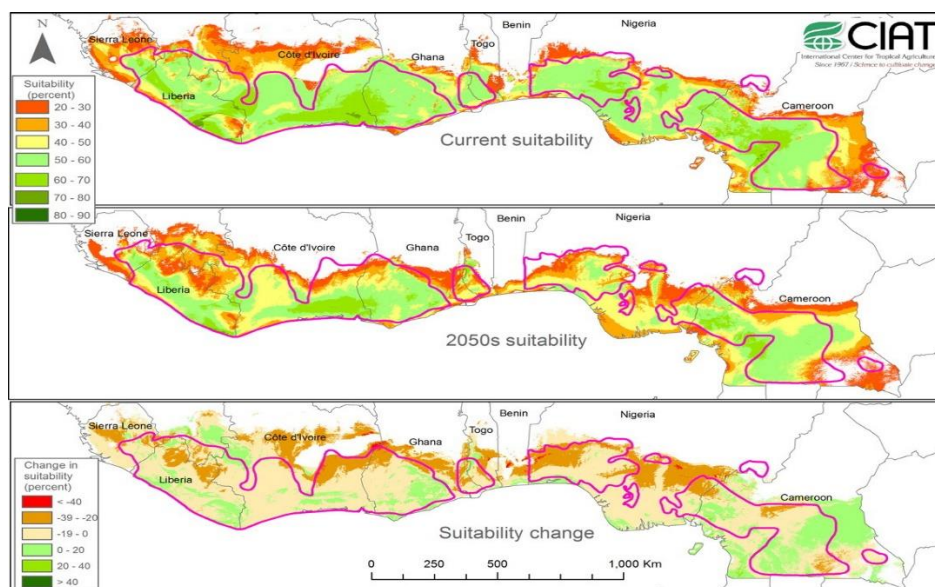 N
Sierra Leone
Côte d'Ivoire
Ghana
Togo
Benin
Nigeria
CIAT
International Center for Tropical Agriculture
Since 1967 / Science to cultivate change
Suitability
(percent)
20 - 30
30 - 40
40 - 50
50 - 60
60 - 70
70 - 80
80 - 90
Liberia
Cameroon
Current suitability
Sierra Leone
Côte d'Ivoire
Ghana
Togo
Benin
Nigeria
Liberia
Cameroon
2050s suitability
Sierra Leone
Côte d'Ivoire
Ghana
Togo
Benin
Nigeria
Liberia
Cameroon
Change in
suitability
(percent)
< -40
-39 - -20
-19 - 0
0 - 20
20 - 40
> 40
Suitability change
0 250 500 1,000 Km